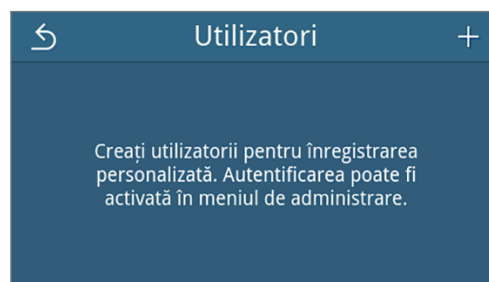 Utilizatori
Creați utilizatorii pentru înregistrarea
personalizată. Autentificarea poate fi
activată în meniul de administrare.